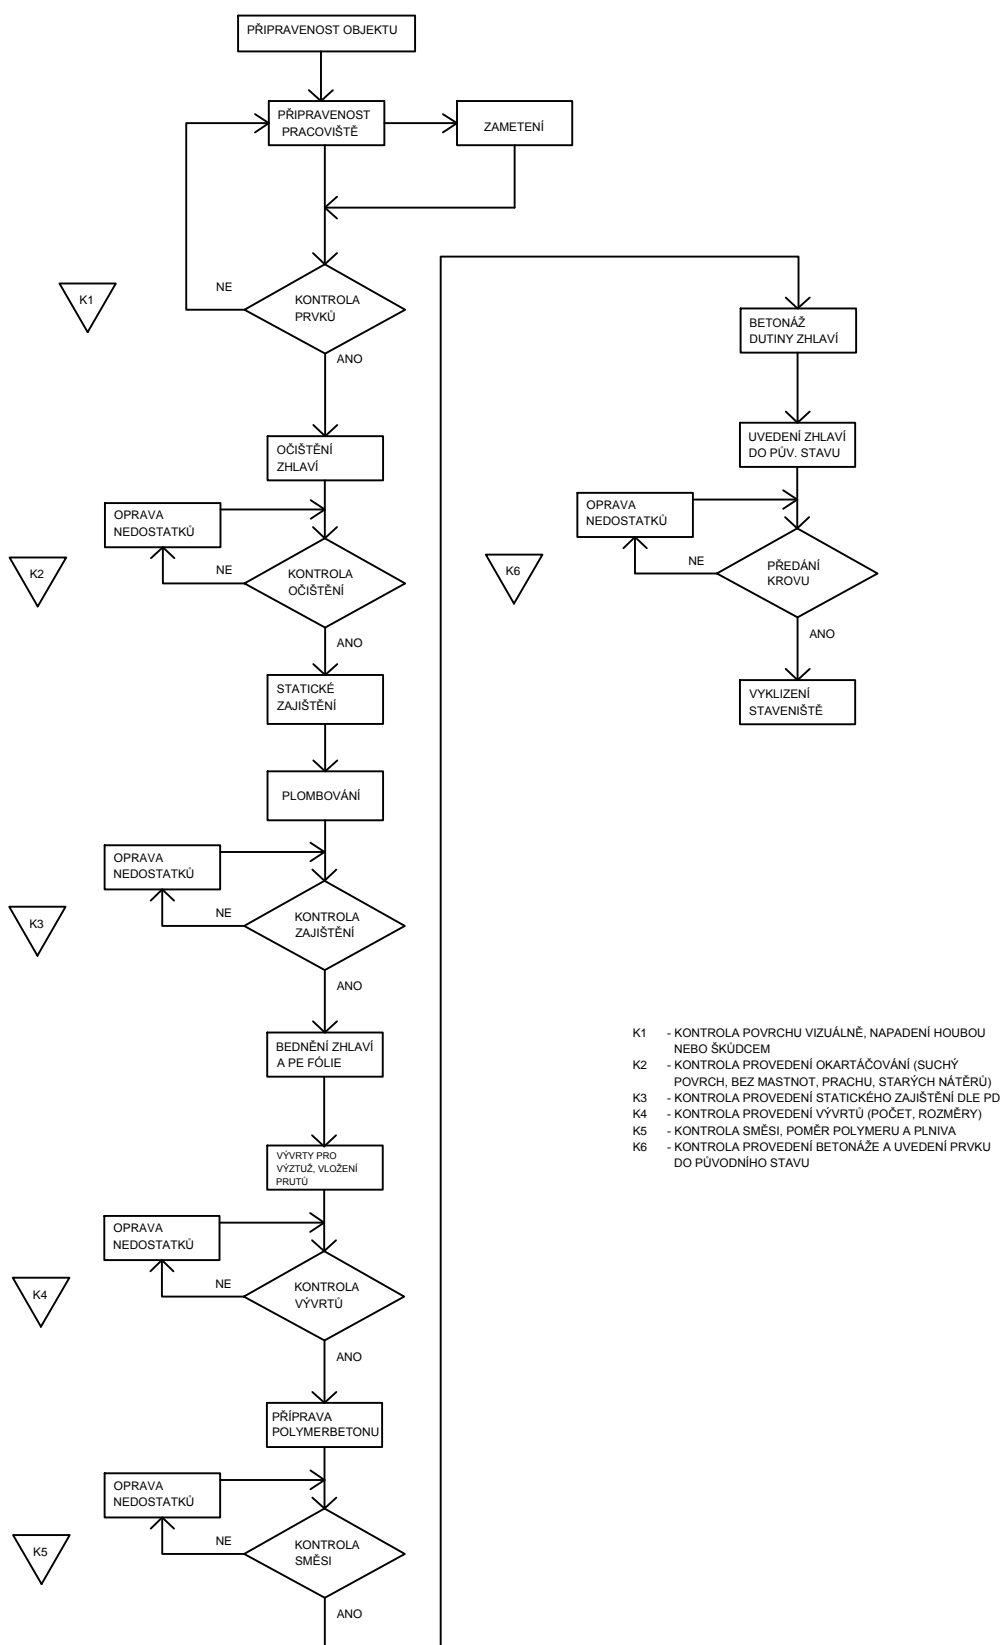 PŘIPRAVENOST OBJEKTU
PŘIPRAVENOST
PRACOVIŠTĚ
ZAMETENÍ
K1
NE
KONTROLA
PRVKŮ
ANO
OČIŠTĚNÍ
ZHLAVÍ
OPRAVA
NEDOSTATKŮ
K2
NE
KONTROLA
OČIŠTĚNÍ
ANO
STATICKÉ
ZAJIŠTĚNÍ
PLOMBOVÁNÍ
OPRAVA
NEDOSTATKŮ
K3
NE
KONTROLA
ZAJIŠTĚNÍ
ANO
BEDNĚNÍ ZHLAVÍ
A PE FÓLIE
VÝVRTY PRO
VÝZTUŽ, VLOŽENÍ
PRUTŮ
OPRAVA
NEDOSTATKŮ
K4
NE
KONTROLA
VÝVRTŮ
ANO
PŘÍPRAVA
POLYMERBETONU
OPRAVA
NEDOSTATKŮ
K5
NE
KONTROLA
SMĚSI
ANO
BETONÁŽ
DUTINY ZHLAVÍ
UVEDENÍ ZHLAVÍ
DO PŮV. STAVU
OPRAVA
NEDOSTATKŮ
K6
NE
PŘEDÁNÍ
KROVU
ANO
VYKLIZENÍ
STAVENIŠTĚ
K1 - KONTROLA POVRCHU VIZUÁLNĚ, NAPADENÍ HOUBOU
NEBO ŠKŮDCEM
K2 - KONTROLA PROVEDENÍ OKARTÁČOVÁNÍ (SUCHÝ
POVRCH, BEZ MASTNOT, PRACHU, STARÝCH NÁTĚRŮ)
K3 - KONTROLA PROVEDENÍ STATICKÉHO ZAJIŠTĚNÍ DLE PD
K4 - KONTROLA PROVEDENÍ VÝVRTŮ (POČET, ROZMĚRY)
K5 - KONTROLA SMĚSI, POMĚR POLYMERU A PLNIVA
K6 - KONTROLA PROVEDENÍ BETONÁŽE A UVEDENÍ PRVKU
DO PŮVODNÍHO STAVU